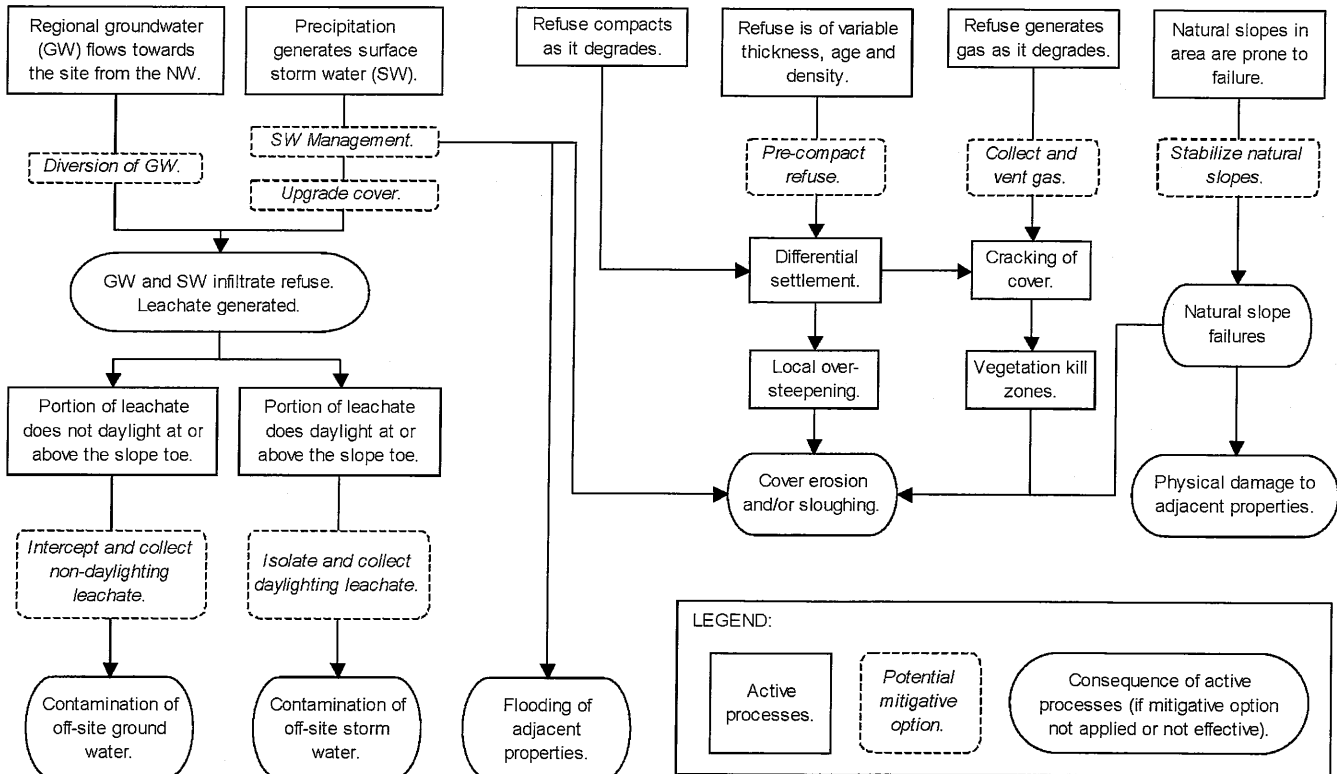 Regional groundwater
(GW) flows towards
the site from the NW.
Precipitation
generates surface
storm water (SW).
Refuse compacts
as it degrades.
Refuse is of variable
thickness, age and
density.
Refuse generates
gas as it degrades.
Natural slopes in
area are prone to
failure.
Diversion of GW.
SW Management.
Upgrade cover.
Pre-compact
refuse.
Collect and
vent gas.
Stabilize natural
slopes.
GW and SW infiltrate refuse.
Leachate generated.
Differential
settlement.
Cracking of
cover.
Natural slope
failures
Local over-
steepening.
Vegetation kill
zones.
Portion of leachate
does not daylight at or
above the slope toe.
Portion of leachate
does daylight at or
above the slope toe.
Cover erosion
and/or sloughing.
Physical damage to
adjacent properties.
Intercept and collect
non-daylighting
leachate.
Isolate and collect
daylighting leachate.
Contamination of
off-site ground
water.
Contamination of
off-site storm
water.
Flooding of
adjacent
properties.
LEGEND:
Active
processes.
Potential
mitigative
option.
Consequence of active
processes (if mitigative option
not applied or not effective).